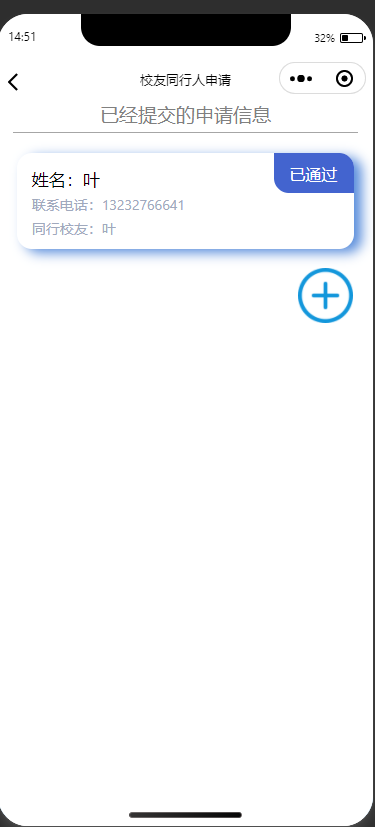 14:51
32%
校友同行人申请
已经提交的申请信息
已通过
姓名：叶
联系电话：13232766641
同行校友：叶